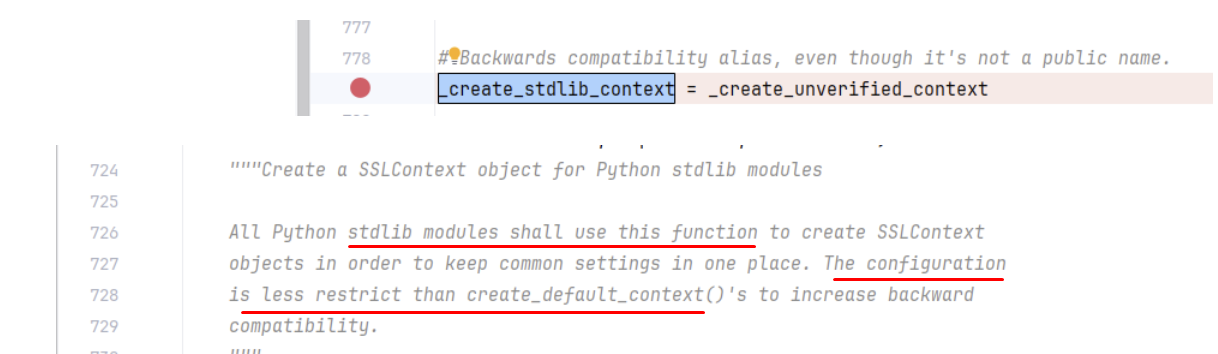 777
778 # Backwards compatibility alias, even though it's not a public name.
_create_stdlib_context = _create_unverified_context
724 """Create a SSLContext object for Python stdlib modules
725
726 All Python stdlib modules shall use this function to create SSLContext
727 objects in order to keep common settings in one place. The configuration
728 is less restrict than create_default_context()'s to increase backward
729 compatibility.
"""